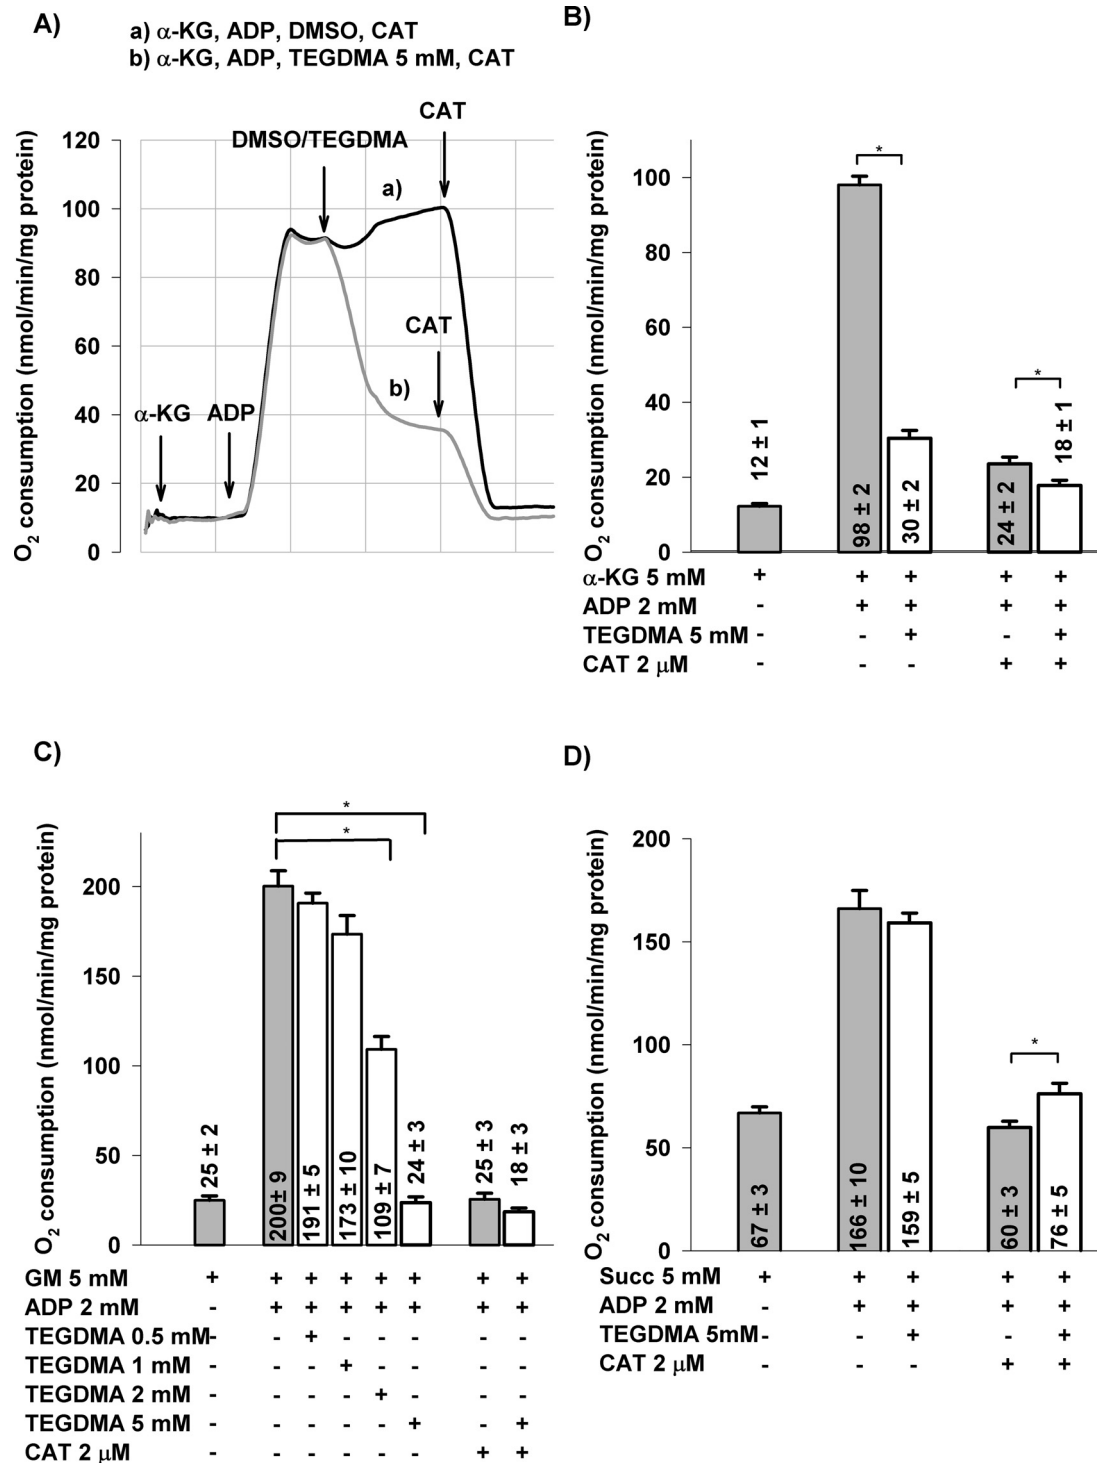 A)
a) α-KG, ADP, DMSO, CAT
b) α-KG, ADP, TEGDMA 5 mM, CAT
O2 consumption (nmol/min/mg protein)
120
100
80
60
40
20
0
α-KG
ADP
DMSO/TEGDMA
CAT
a)
CAT
b)
B)
O2 consumption (nmol/min/mg protein)
100
80
60
40
20
0
*
*
12 ± 1
98 ± 2
30 ± 2
24 ± 2
18 ± 1
α-KG 5 mM + + + + +
ADP 2 mM - + + + +
TEGDMA 5 mM - - + - +
CAT 2 μM - - - + +
C)
O2 consumption (nmol/min/mg protein)
200
150
100
50
0
*
*
25 ± 2
200± 9
191 ± 5
173 ± 10
109 ± 7
24 ± 3
25 ± 3
18 ± 3
GM 5 mM + + + + + + + +
ADP 2 mM - + + + + + + +
TEGDMA 0.5 mM - - + - - - - -
TEGDMA 1 mM - - - + - - - -
TEGDMA 2 mM - - - - + - - -
TEGDMA 5 mM - - - - - + - +
CAT 2 μM - - - - - - + +
D)
O2 consumption (nmol/min/mg protein)
200
150
100
50
0
*
67 ± 3
166 ± 10
159 ± 5
60 ± 3
76 ± 5
Succ 5 mM + + + + +
ADP 2 mM - + + + +
TEGDMA 5mM - - + - +
CAT 2 μM - - - + +